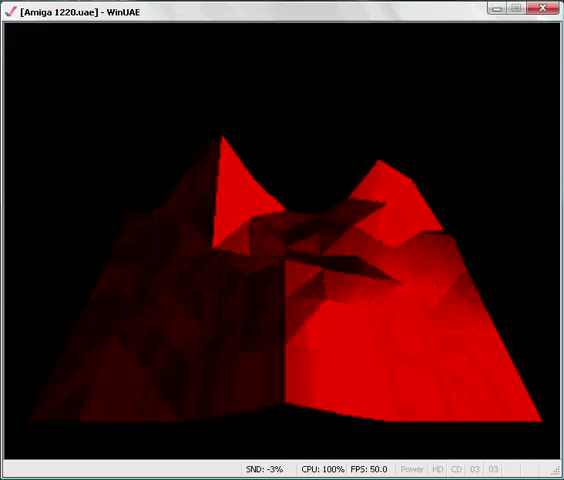 [Amiga 1220.uae] - WinUAE
SND: -3% CPU: 100% FPS: 50.0 Power HD CD 03 03